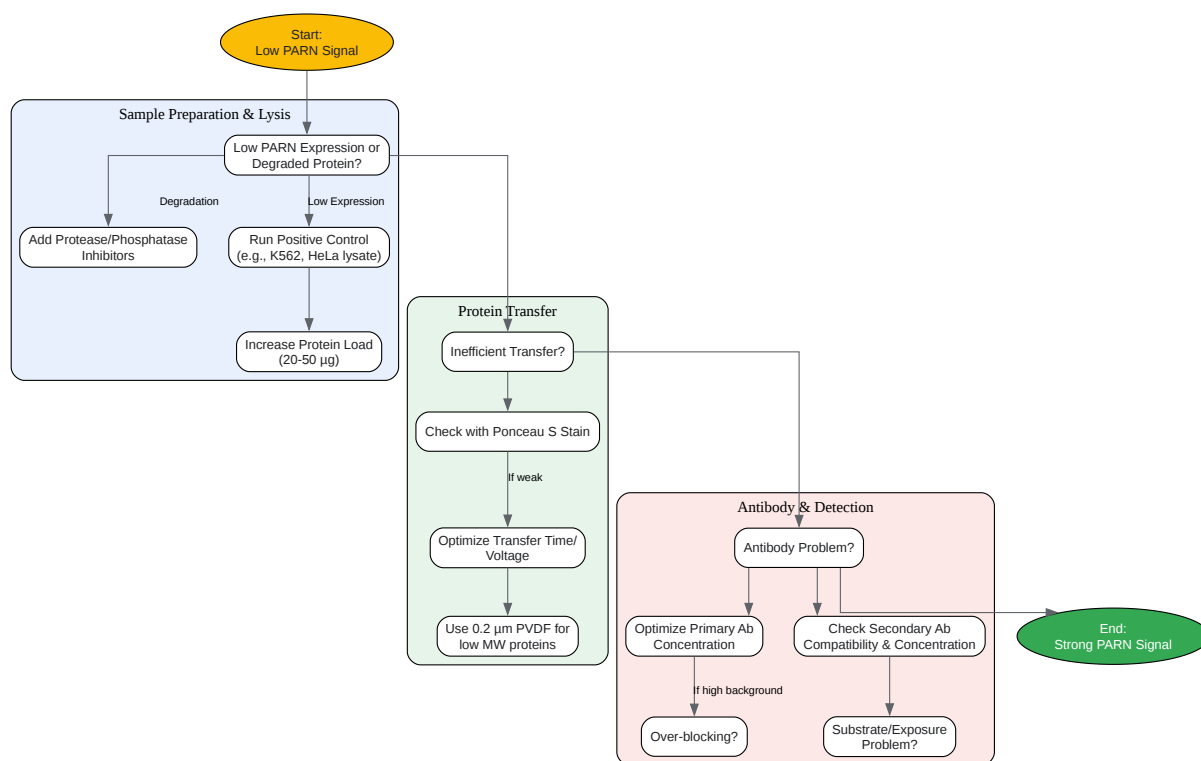 Start:
Low PARN Signal
Sample Preparation & Lysis
Low PARN Expression or
Degraded Protein?
Degradation
Low Expression
Add Protease/Phosphatase
Inhibitors
Run Positive Control
(e.g., K562, HeLa lysate)
Increase Protein Load
(20-50 µg)
Protein Transfer
Inefficient Transfer?
Check with Ponceau S Stain
If weak
Optimize Transfer Time/
Voltage
Use 0.2 µm PVDF for
low MW proteins
Antibody & Detection
Antibody Problem?
Optimize Primary Ab
Concentration
Check Secondary Ab
Compatibility & Concentration
If high background
Over-blocking?
Substrate/Exposure
Problem?
End:
Strong PARN Signal